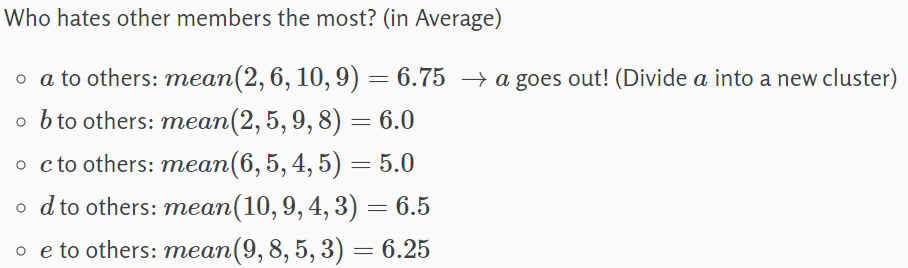 Who hates other members the most? (in Average)
◦ a to others: mean(2, 6, 10, 9) = 6.75 → a goes out! (Divide a into a new cluster)
◦ b to others: mean(2, 5, 9, 8) = 6.0
◦ c to others: mean(6, 5, 4, 5) = 5.0
◦ d to others: mean(10, 9, 4, 3) = 6.5
◦ e to others: mean(9, 8, 5, 3) = 6.25